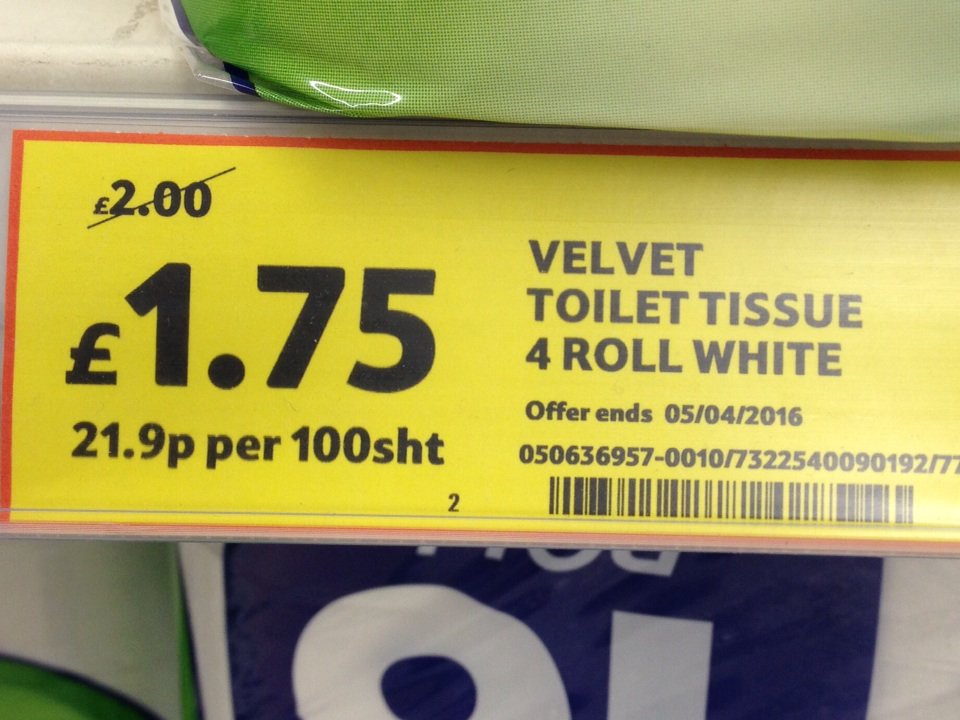 £2.00
£1.75
21.9p per 100sht
2
VELVET
TOILET TISSUE
4 ROLL WHITE
Offer ends 05/04/2016
050636957-0010/7322540090192/77
ROLL